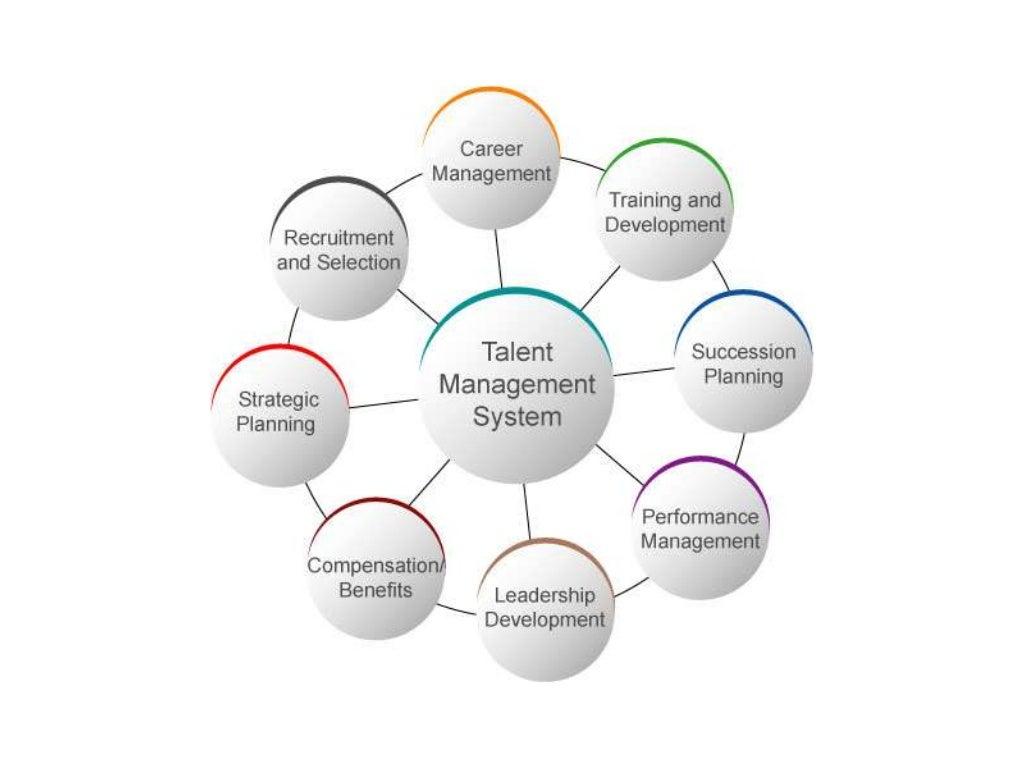 Career
Management
Training and
Development
Recruitment
and Selection
Talent
Management
System
Succession
Planning
Strategic
Planning
Performance
Management
Compensation/
Benefits
Leadership
Development